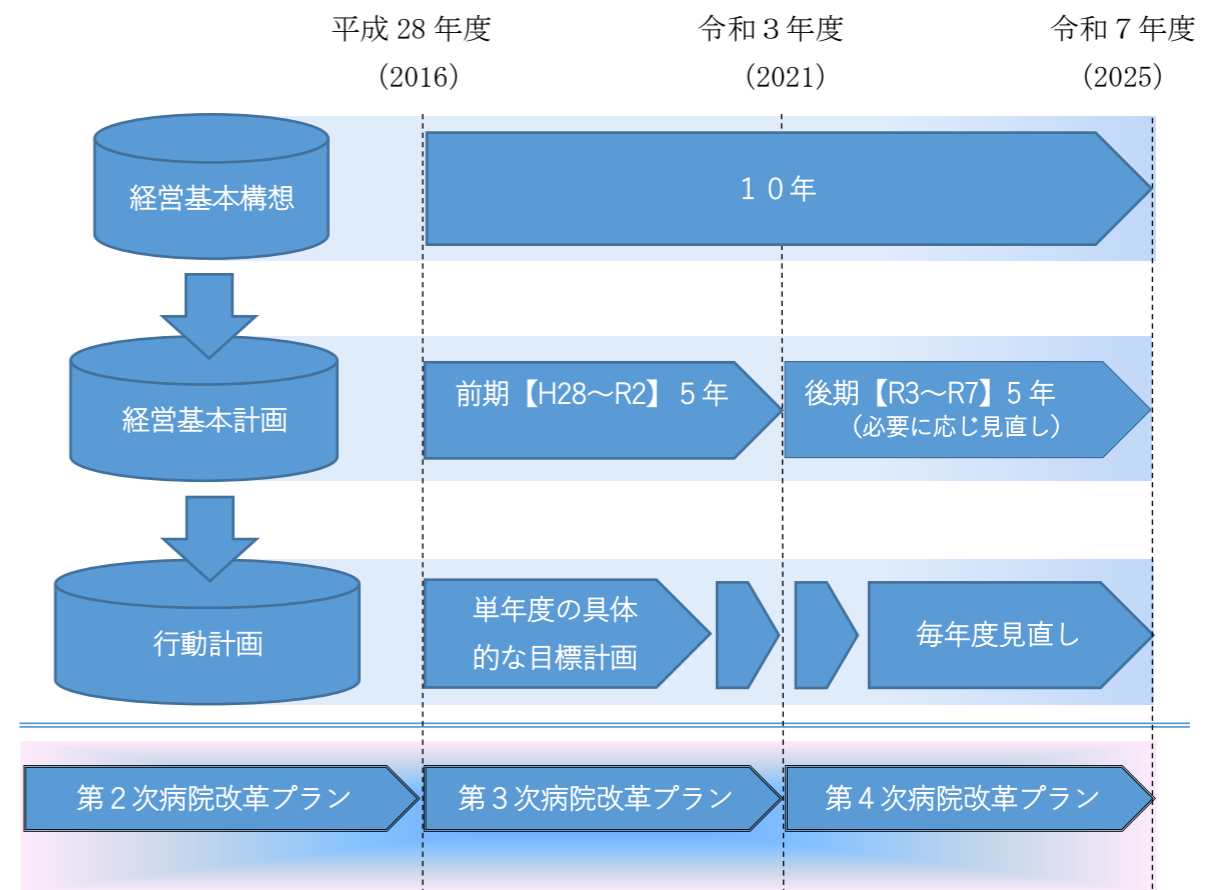 平成 28 年度
（2016）
令和３年度
（2021）
令和 7 年度
（2025）
経営基本構想
１０年
経営基本計画
前期【H28～R2】５年
後期【R3～R7】５年
（必要に応じ見直し）
行動計画
単年度の具体
的な目標計画
毎年度見直し
第２次病院改革プラン
第３次病院改革プラン
第４次病院改革プラン